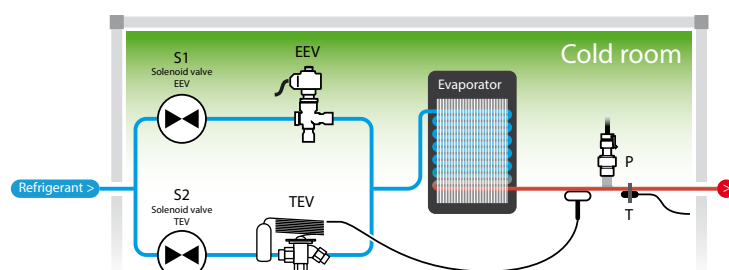 Cold room
S1
Solenoid valve
EEV
EEV
Evaporator
P
Refrigerant >
>
S2
Solenoid valve
TEV
TEV
T